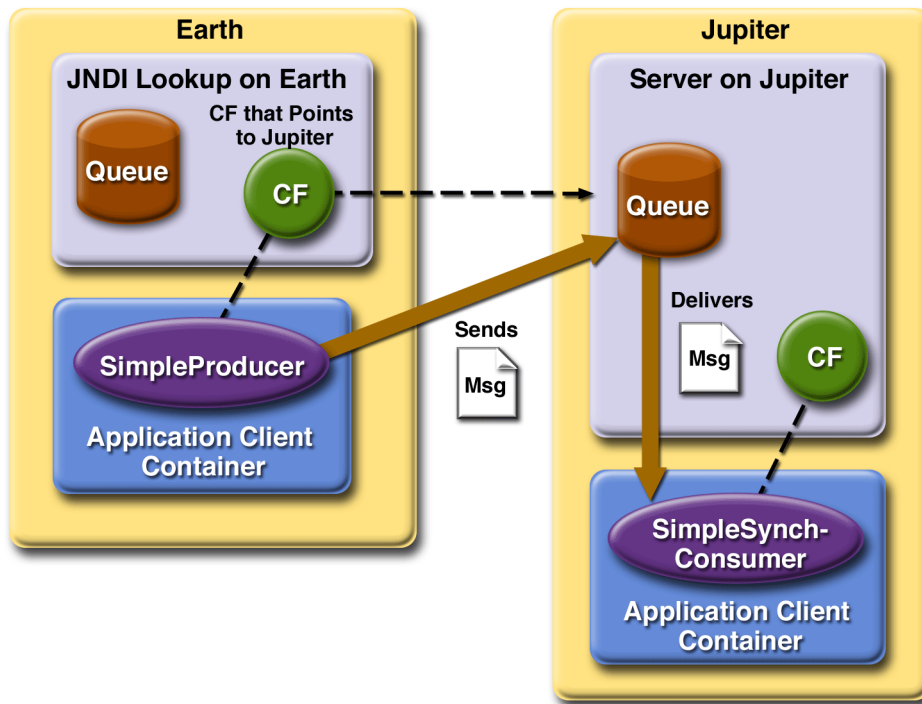 Earth
JNDI Lookup on Earth
CF that Points
to Jupiter
Queue
CF
SimpleProducer
Application Client
Container
Sends
Msg
Jupiter
Server on Jupiter
Queue
Delivers
Msg
CF
SimpleSynch-
Consumer
Application Client
Container